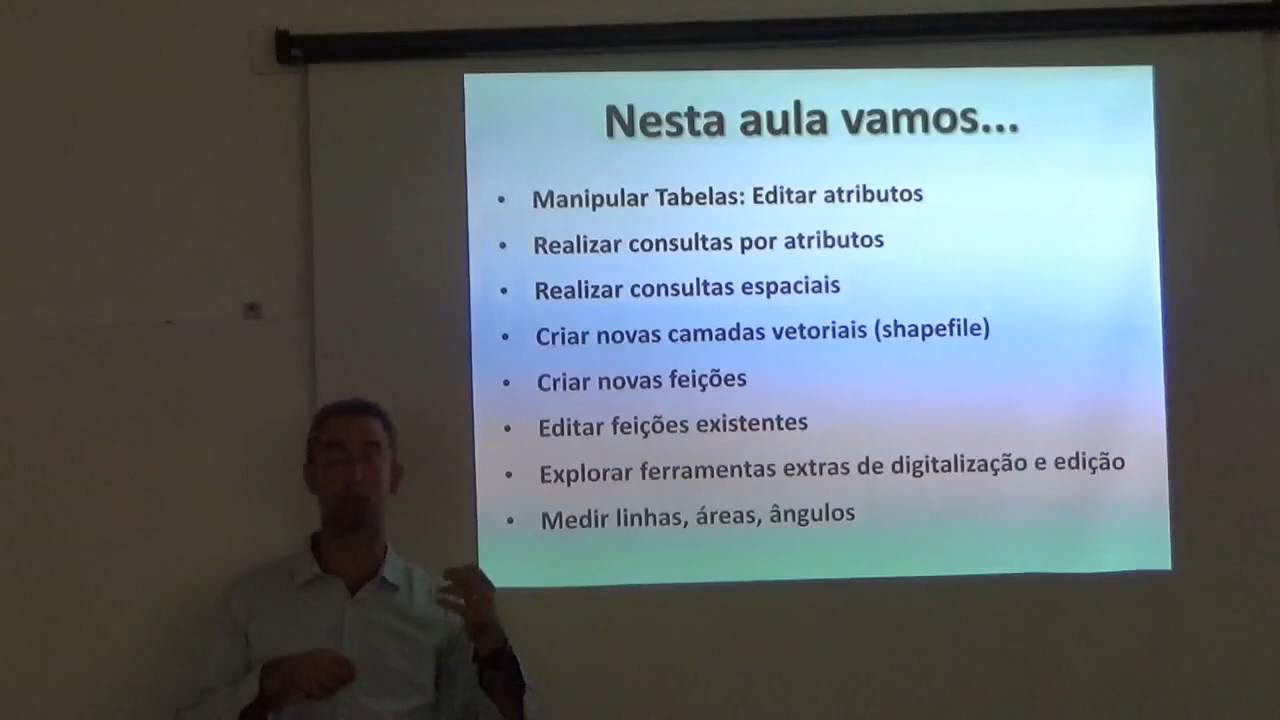 Nesta aula vamos...
• Manipular Tabelas: Editar atributos
• Realizar consultas por atributos
• Realizar consultas espaciais
• Criar novas camadas vetoriais (shapefile)
• Criar novas feições
• Editar feições existentes
• Explorar ferramentas extras de digitalização e edição
• Medir linhas, áreas, ângulos